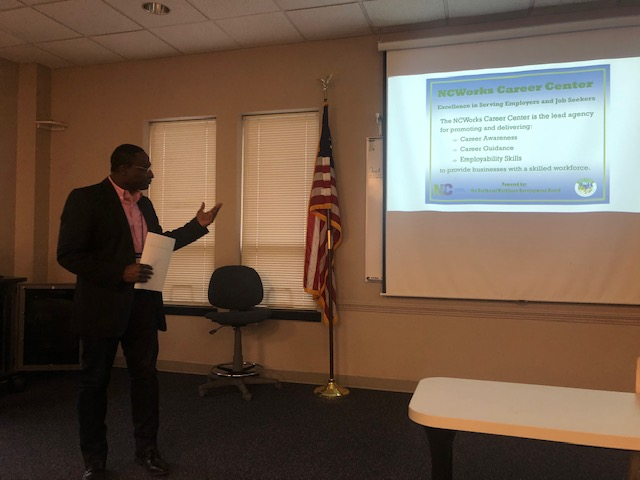 NCWorks Career Center
Excellence in Serving Employers and Job Seekers
The NCWorks Career Center is the lead agency
for promoting and delivering:
Career Awareness
Career Guidance
Employability Skills
to provide businesses with a skilled workforce.
NC
Powered by: